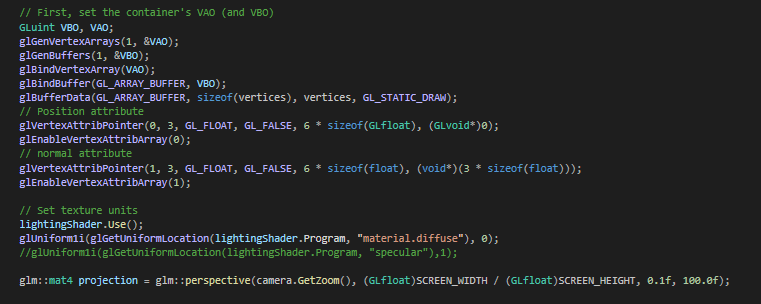 // First, set the container's VAO (and VBO)
GLuint VBO, VAO;
glGenVertexArrays(1, &VAO);
glGenBuffers(1, &VBO);
glBindVertexArray(VAO);
glBindBuffer(GL_ARRAY_BUFFER, VBO);
glBufferData(GL_ARRAY_BUFFER, sizeof(vertices), vertices, GL_STATIC_DRAW);
// Position attribute
glVertexAttribPointer(0, 3, GL_FLOAT, GL_FALSE, 6 * sizeof(GLfloat), (GLvoid*)0);
glEnableVertexAttribArray(0);
// normal attribute
glVertexAttribPointer(1, 3, GL_FLOAT, GL_FALSE, 6 * sizeof(float), (void*)(3 * sizeof(float)));
glEnableVertexAttribArray(1);
// Set texture units
lightingShader.Use();
glUniform1i(glGetUniformLocation(lightingShader.Program, "material.diffuse"), 0);
//glUniform1i(glGetUniformLocation(lightingShader.Program, "specular"),1);
glm::mat4 projection = glm::perspective(camera.GetZoom(), (GLfloat)SCREEN_WIDTH / (GLfloat)SCREEN_HEIGHT, 0.1f, 100.0f);